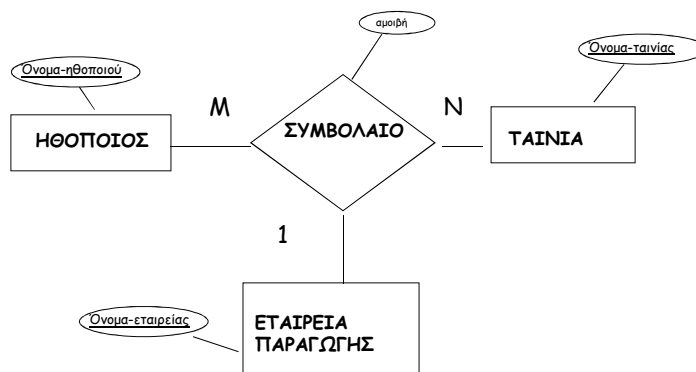 αμοιβή
Όνομα-ηθοποιού
Όνομα-ταινίας
M
N
ΗΘΟΠΟΙΟΣ
ΣΥΜΒΟΛΑΙΟ
ΤΑΙΝΙΑ
1
Όνομα-εταιρείας
ΕΤΑΙΡΕΙΑ
ΠΑΡΑΓΩΓΗΣ